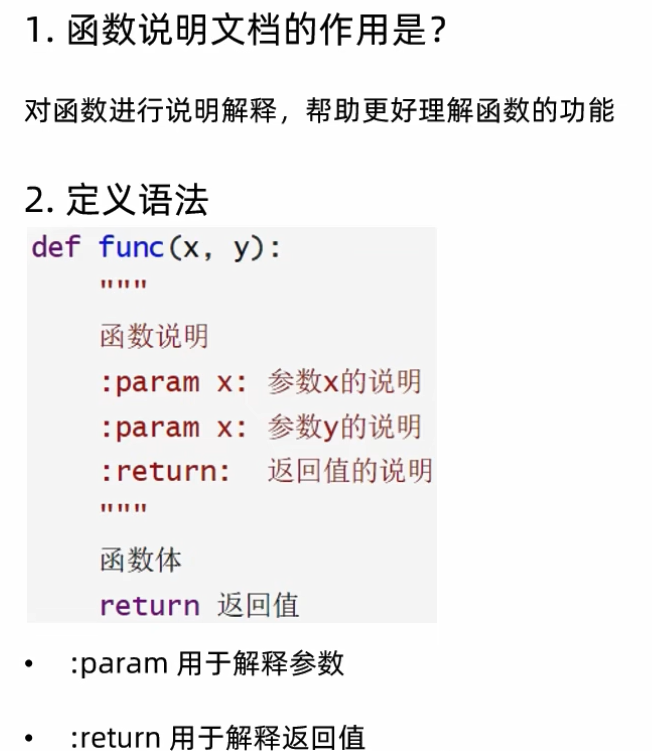 1. 函数说明文档的作用是？
对函数进行说明解释，帮助更好理解函数的功能
2. 定义语法
def func(x, y):
"""
函数说明
:param x: 参数x的说明
:param x: 参数y的说明
:return: 返回值的说明
"""
函数体
return 返回值
• :param 用于解释参数
• :return 用于解释返回值